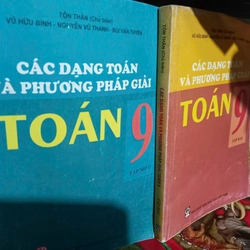 TÔN THÂN (Chủ biên)
VŨ HỮU BÌNH - NGUYỄN VŨ THANH - BÙI VĂN TUYÊN
CÁC DẠNG TOÁN
VÀ PHƯƠNG PHÁP GIẢI
TOÁN 9
CÁC DẠNG TOÁN
VÀ PHƯƠNG PHÁP
TOÁN 9